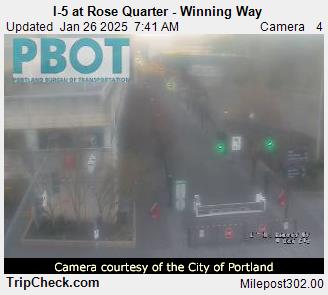 I-5 at Rose Quarter - Winning Way
Updated Jan 26 2025 7:41 AM Camera 4
PBOT
PORTLAND BUREAU OF TRANSPORTATION
Camera courtesy of the City of Portland
TripCheck.com Milepost302.00